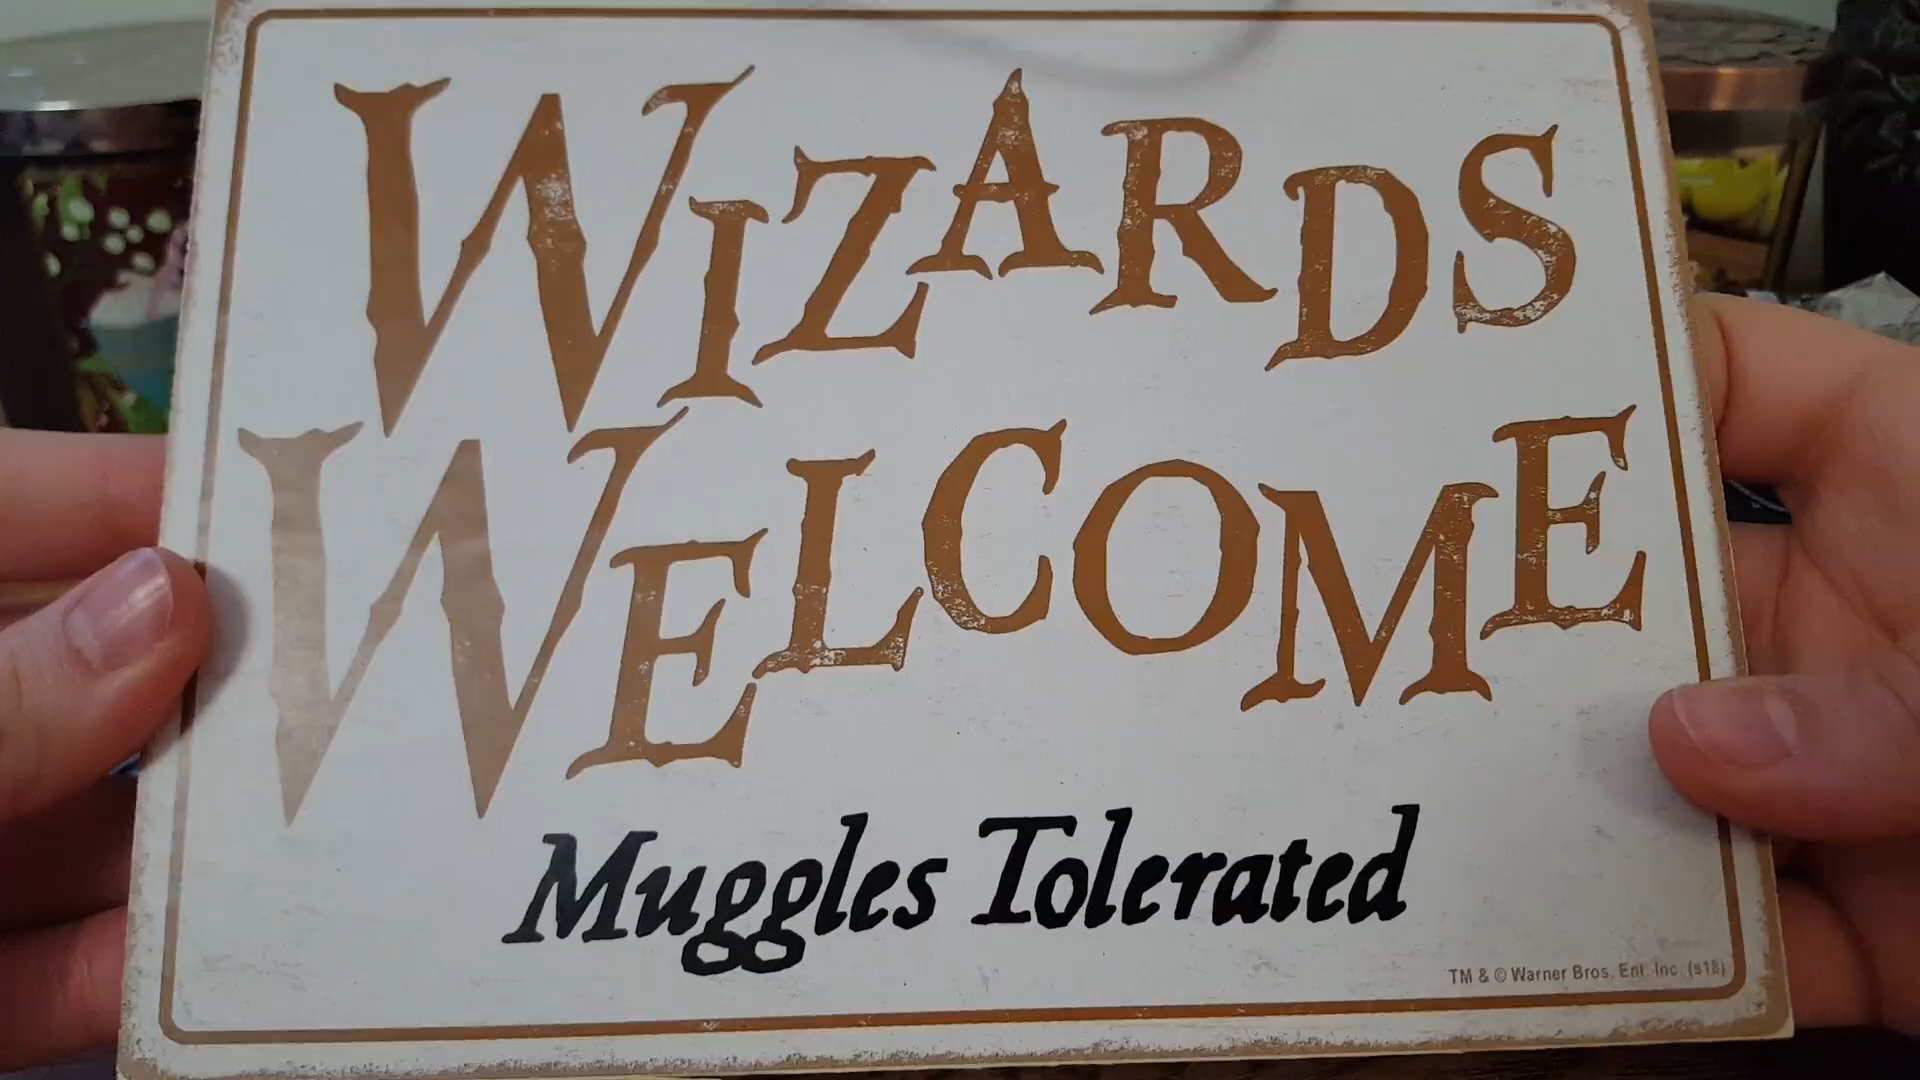 WIZARDS
WELCOME
Muggles Tolerated
TM & © Warner Bros. Ent. Inc. (s18)